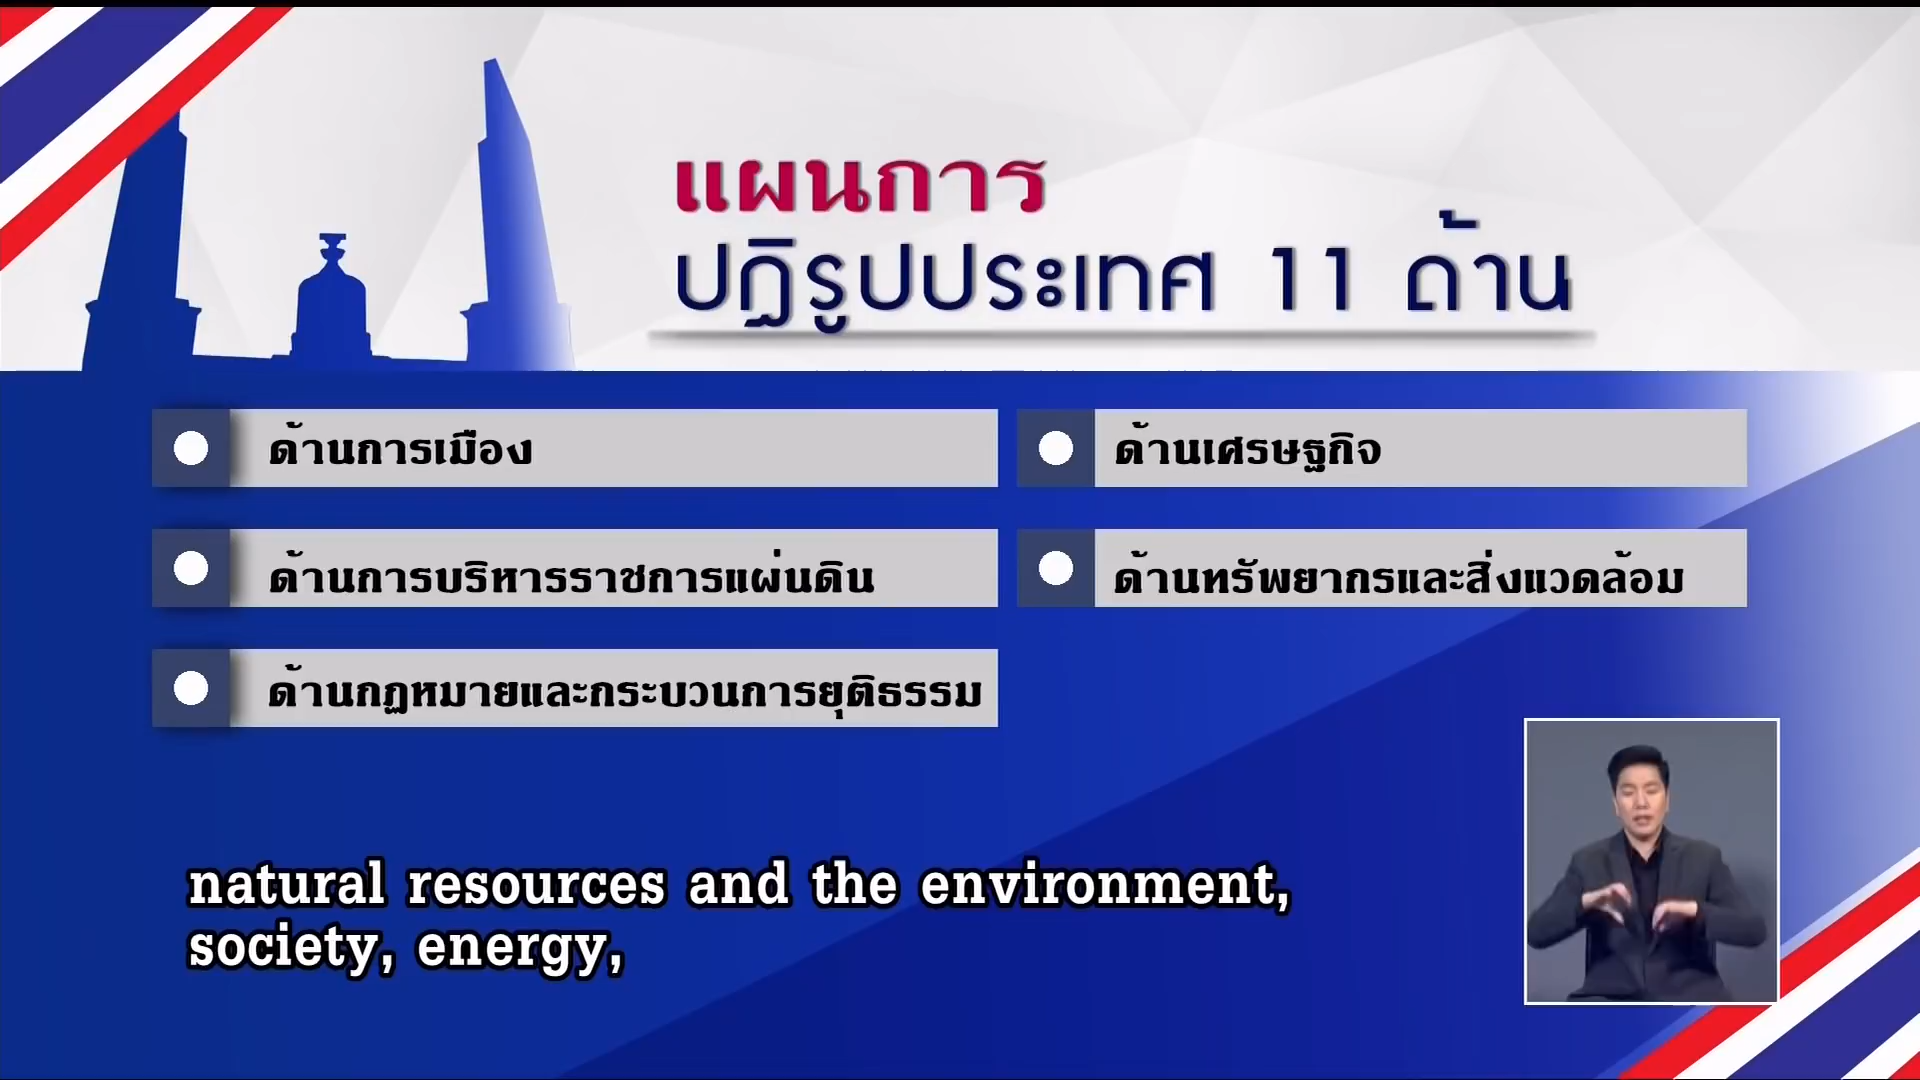 แผนการ
ปฏิรูปประเทศ 11 ด้าน
ด้านการเมือง
ด้านเศรษฐกิจ
ด้านการบริหารราชการแผ่นดิน
ด้านทรัพยากรและสิ่งแวดล้อม
ด้านกฎหมายและกระบวนการยุติธรรม
natural resources and the environment,
society, energy,